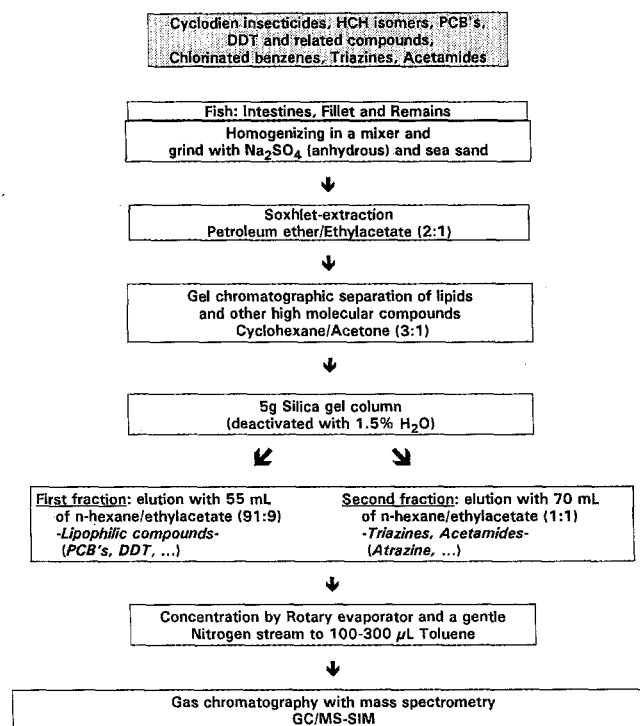 Cyclodien insecticides, HCH isomers, PCB's,
DDT and related compounds,
Chlorinated benzenes, Triazines, Acetamides
Fish: Intestines, Fillet and Remains
Homogenizing in a mixer and
grind with Na₂SO₄ (anhydrous) and sea sand
Soxhlet-extraction
Petroleum ether/Ethylacetate (2:1)
Gel chromatographic separation of lipids
and other high molecular compounds
Cyclohexane/Acetone (3:1)
5g Silica gel column
(deactivated with 1.5% H₂O)
First fraction: elution with 55 mL
of n-hexane/ethylacetate (91:9)
-Lipophilic compounds-
(PCB's, DDT, ...)
Second fraction: elution with 70 mL
of n-hexane/ethylacetate (1:1)
-Triazines, Acetamides-
(Atrazine, ...)
Concentration by Rotary evaporator and a gentle
Nitrogen stream to 100-300 µL Toluene
Gas chromatography with mass spectrometry
GC/MS-SIM